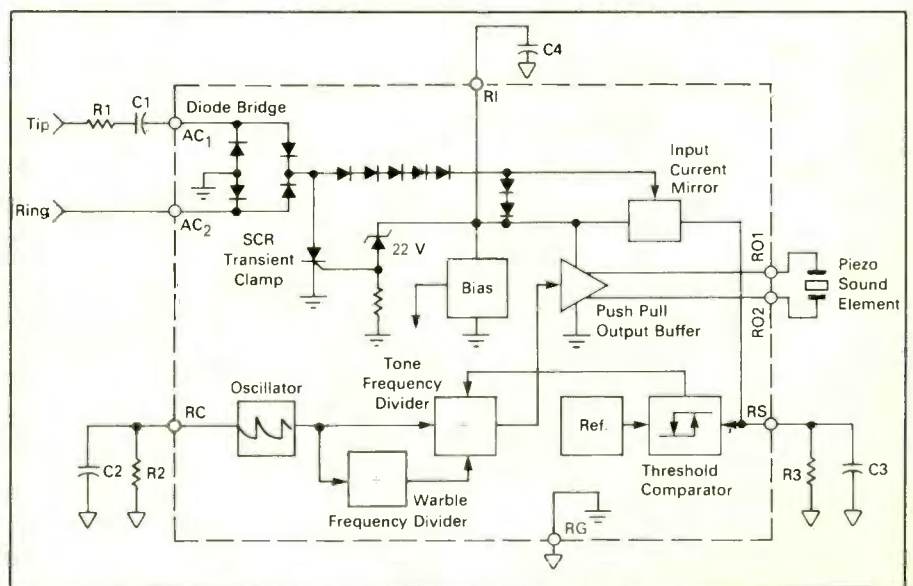 C4
RI
R1
C1
Diode Bridge
Tip
AC1
Input
Current
Mirror
Ring
AC2
SCR
Transient
Clamp
22 V
Bias
RO1
Piezo
Sound
Element
RO2
Push Pull
Output Buffer
Tone
Frequency
Divider
Oscillator
RC
÷
Ref.
RS
C2
R2
÷
Warble
Frequency Divider
Threshold
Comparator
R3
C3
RG